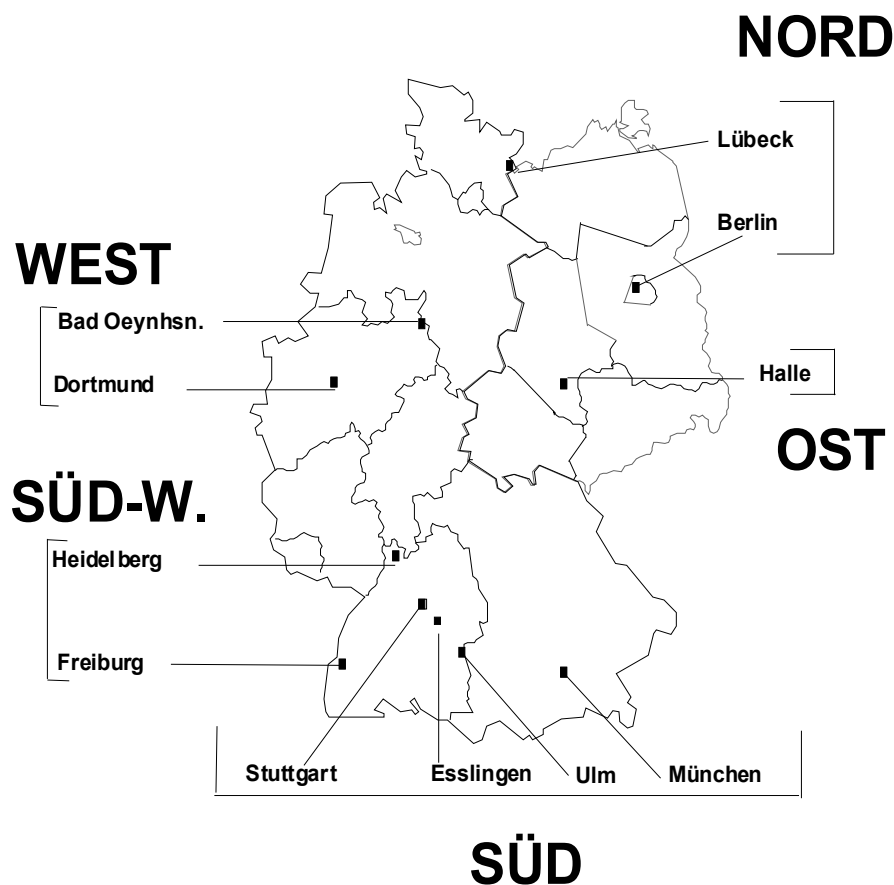 NORD
Lübeck
Berlin
WEST
Bad Oeynhsn.
Dortmund
Halle
OST
SÜD-W.
Heidelberg
Freiburg
Stuttgart
Esslingen
Ulm
München
SÜD